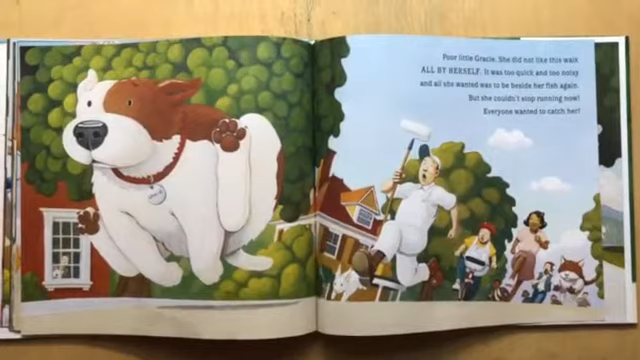 Poor little Gracie. She did not like this walk
ALL BY HERSELF. It was too quick and too noisy
and all she wanted was to be beside her fish again.
But she couldn't stop running now!
Everyone wanted to catch her!